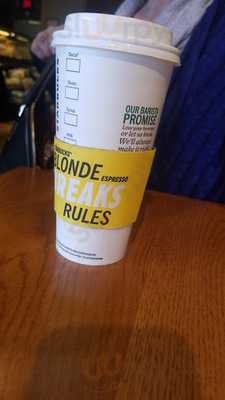 Decaf
Shots
Syrup
Milk
OUR BARISTA
PROMISE
Love your beverage
or let us know.
We'll always
make it right.
BLONDE
ESPRESSO
BREAKS
RULES